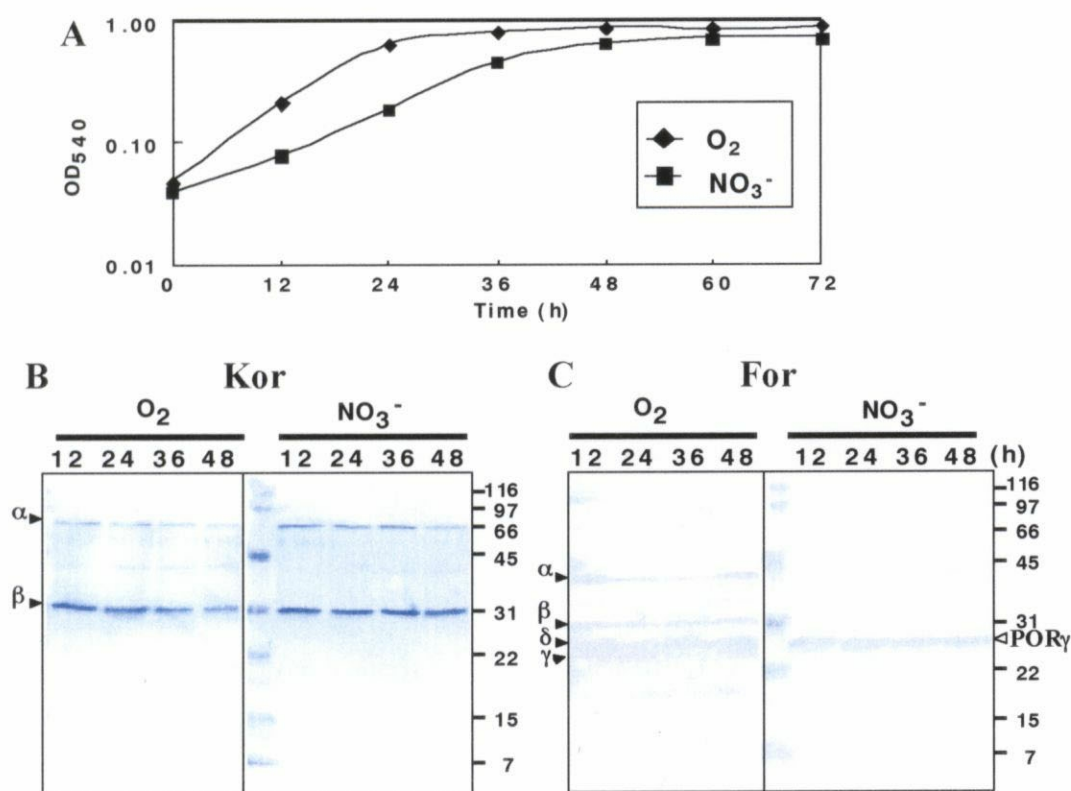 A
1.00
0.10
0.01
OD540
0 12 24 36 48 60 72
Time (h)
O2
NO3-
B Kor
O2 NO3-
12 24 36 48 12 24 36 48
α
β
116
97
66
45
31
22
15
7
C For
O2 NO3-
12 24 36 48 12 24 36 48 (h)
α
β
δ
γ
116
97
66
45
31
PORγ
22
15
7